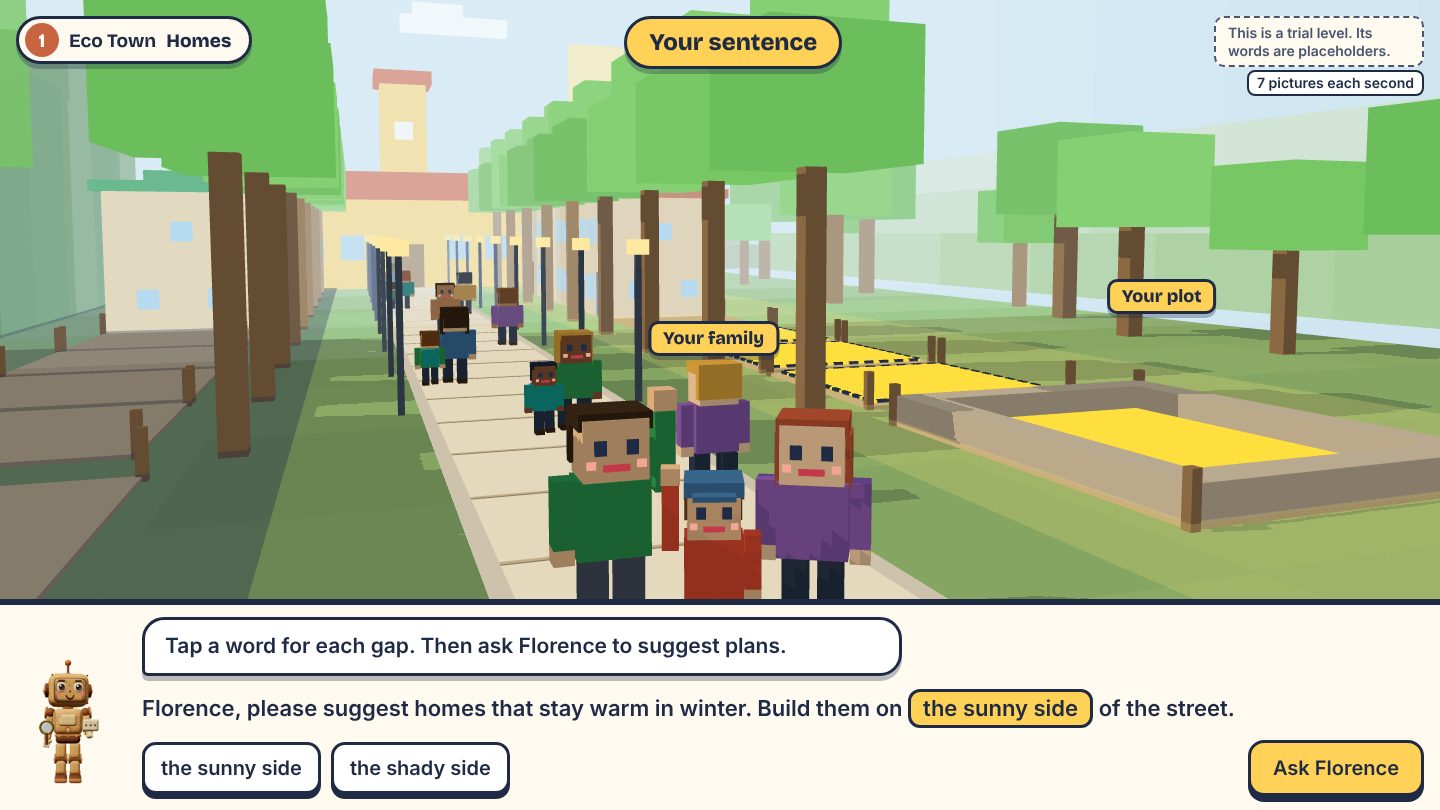 1 Eco Town Homes
Your sentence
This is a trial level. Its
words are placeholders.
7 pictures each second
Your plot
Your family
Tap a word for each gap. Then ask Florence to suggest plans.
Florence, please suggest homes that stay warm in winter. Build them on the sunny side of the street.
the sunny side
the shady side
Ask Florence